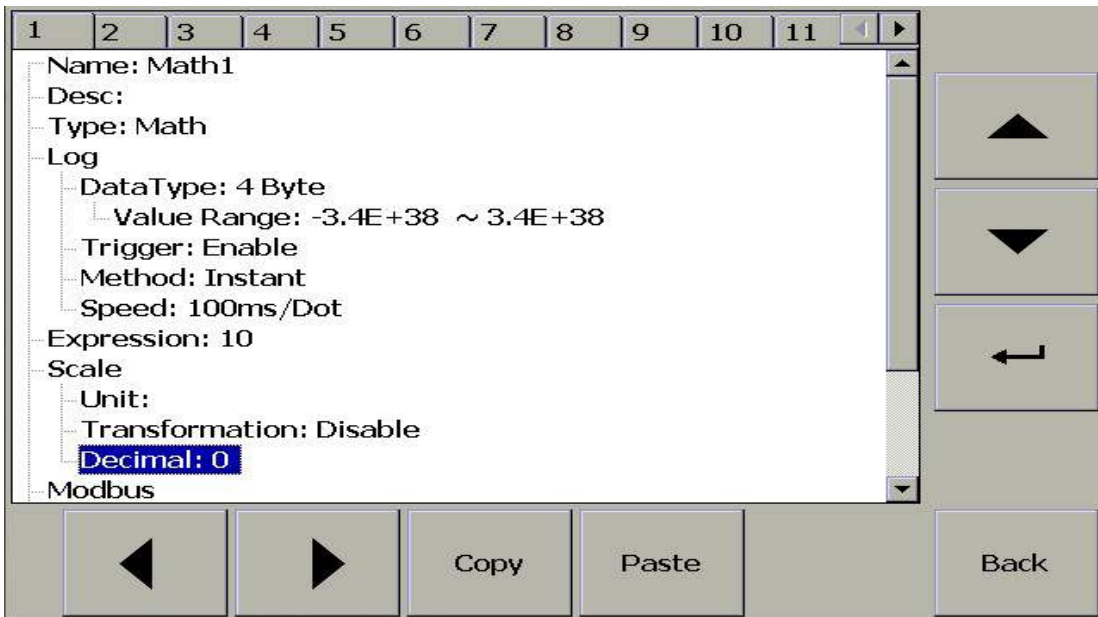 1 2 3 4 5 6 7 8 9 10 11
Name: Math1
Desc:
Type: Math
Log
DataType: 4 Byte
Value Range: -3.4E+38 ~ 3.4E+38
Trigger: Enable
Method: Instant
Speed: 100ms/Dot
Expression: 10
Scale
Unit:
Transformation: Disable
Decimal: 0
Modbus
Copy Paste Back